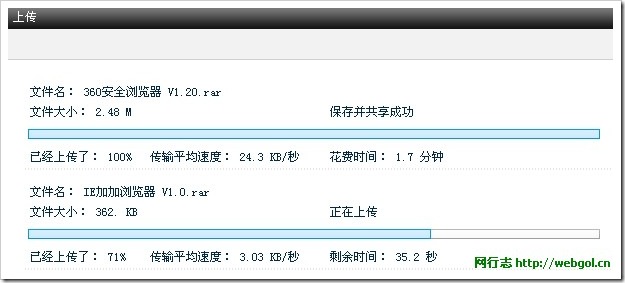 上传
文件名： 360安全浏览器 V1.20.rar
文件大小： 2.48 M 保存并共享成功
已经上传了： 100% 传输平均速度： 24.3 KB/秒 花费时间： 1.7 分钟
文件名： IE加加浏览器 V1.0.rar
文件大小： 362. KB 正在上传
已经上传了： 71% 传输平均速度： 3.03 KB/秒 剩余时间： 35.2 秒
网行志 http://webgol.cn